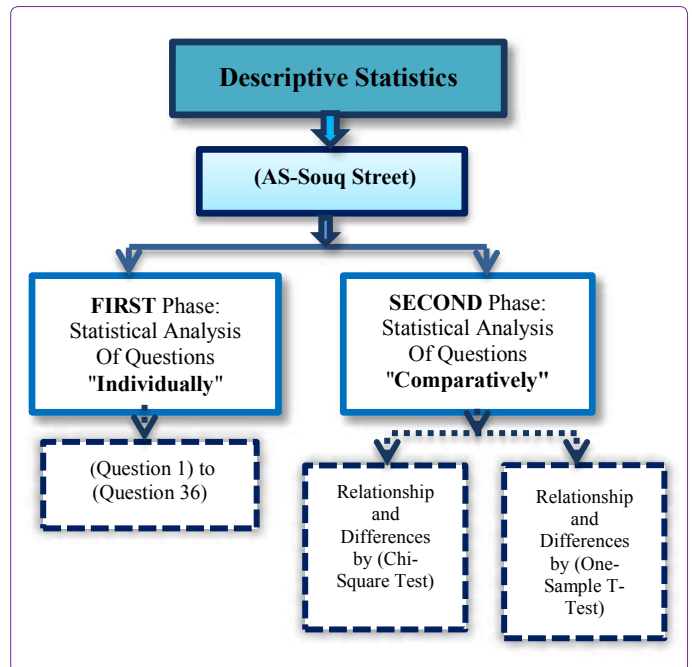 Descriptive Statistics
(AS-Souq Street)
FIRST Phase:
Statistical Analysis
Of Questions
"Individually"
SECOND Phase:
Statistical Analysis
Of Questions
"Comparatively"
(Question 1) to
(Question 36)
Relationship
and
Differences
by (Chi-
Square Test)
Relationship
and
Differences
by (One-
Sample T-
Test)